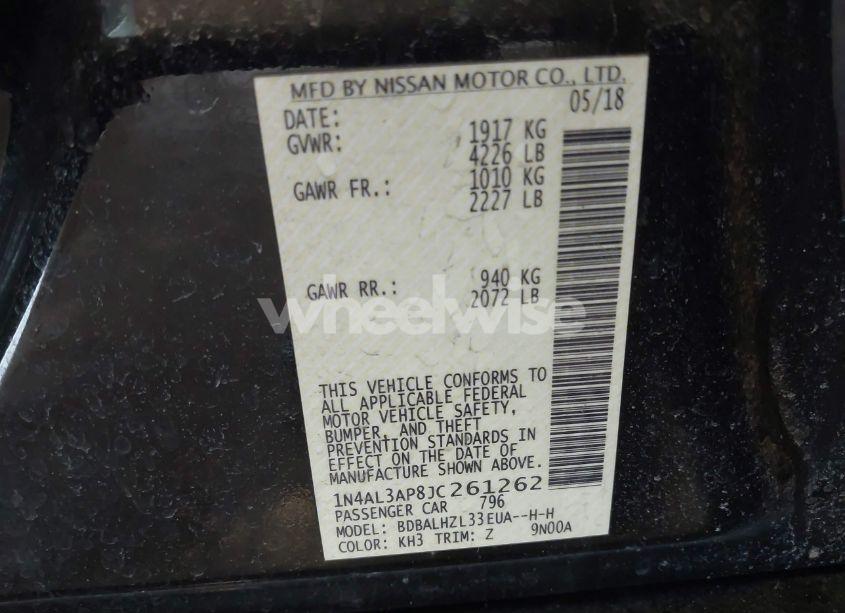 MFD BY NISSAN MOTOR CO., LTD.
DATE: 05/18
GVWR: 1917 KG
4226 LB
GAWR FR.: 1010 KG
2227 LB
GAWR RR.: 940 KG
2072 LB
wheelwise
THIS VEHICLE CONFORMS TO
ALL APPLICABLE FEDERAL
MOTOR VEHICLE SAFETY,
BUMPER, AND THEFT
PREVENTION STANDARDS IN
EFFECT ON THE DATE OF
MANUFACTURE SHOWN ABOVE.
1N4AL3AP8JC261262
PASSENGER CAR 796
MODEL: BDBALHZL33EUA--H-H
COLOR: KH3 TRIM: Z 9N00A